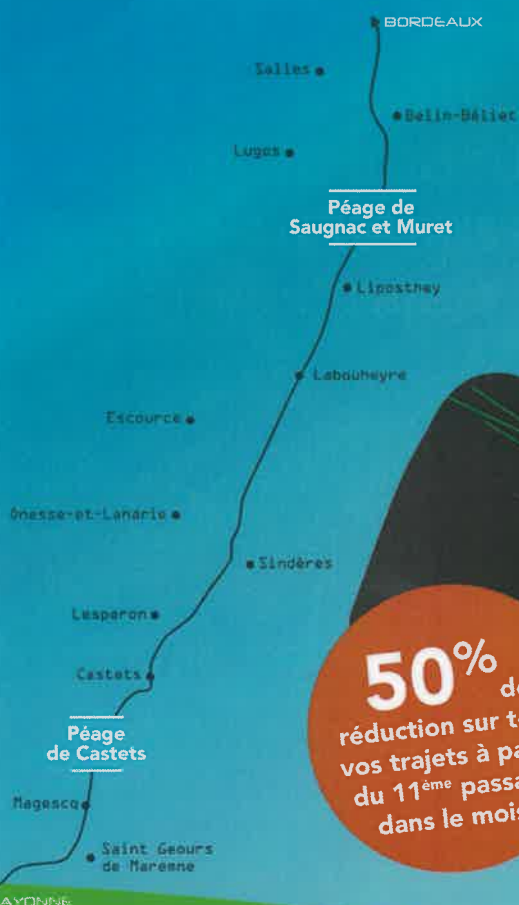 BORDEAUX
Salles
Belin-Béliet
Lugos
Péage de
Saugnac et Muret
Liposthey
Labouheyre
Escource
Onesse-et-Laharie
Sindères
Lesperon
Castets
50% de
réduction sur t
vos trajets à pa
du 11ème passa
dans le mois
Péage
de Castets
Magescq
Saint Geours
de Maremne
AYONNE